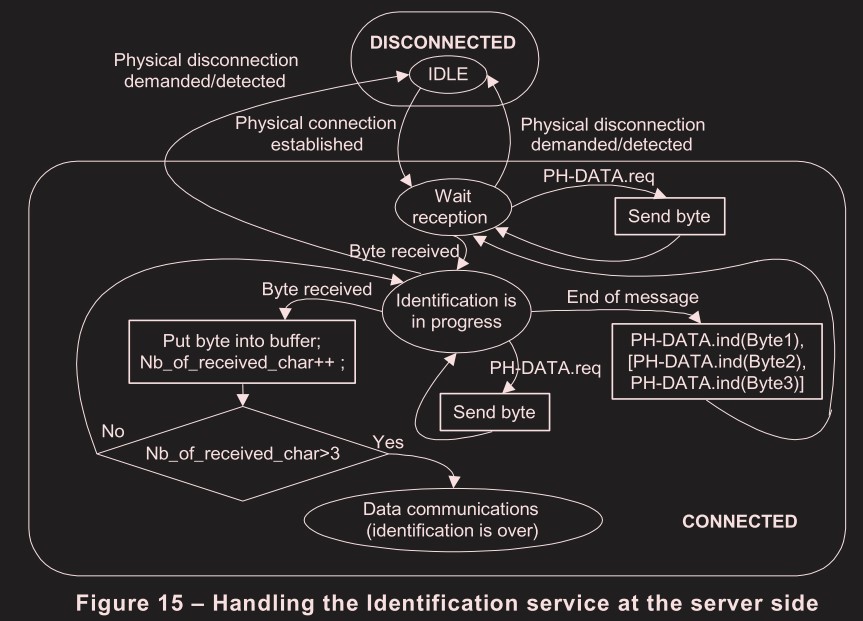 DISCONNECTED
IDLE
Physical disconnection
demanded/detected
Physical connection
established
Physical disconnection
demanded/detected
PH-DATA.req
Wait
reception
Send byte
Byte received
Byte received
Identification is
in progress
End of message
Put byte into buffer;
Nb_of_received_char++ ;
PH-DATA.ind(Byte1),
[PH-DATA.ind(Byte2),
PH-DATA.ind(Byte3)]
PH-DATA.req
Send byte
No
Nb_of_received_char>3
Yes
Data communications
(identification is over)
CONNECTED
Figure 15 – Handling the Identification service at the server side